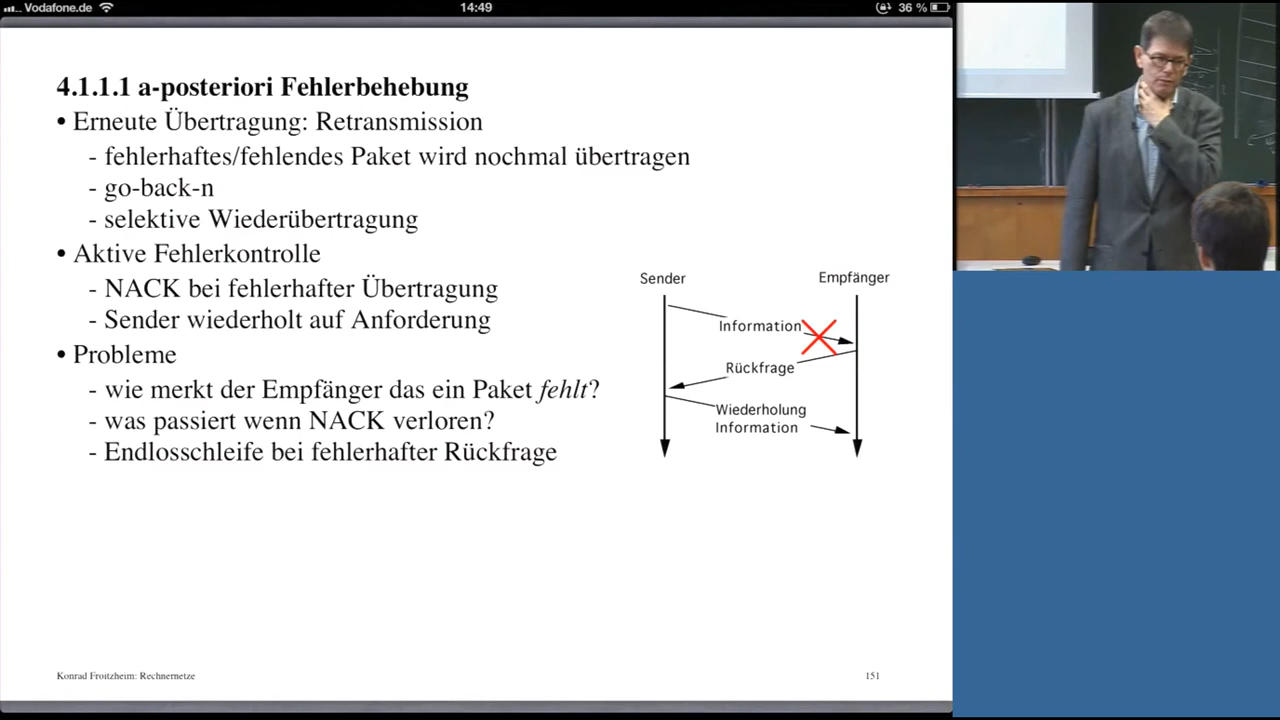 Vodafone.de
14:49
36 %
4.1.1.1 a-posteriori Fehlerbehebung
• Erneute Übertragung: Retransmission
- fehlerhaftes/fehlendes Paket wird nochmal übertragen
- go-back-n
- selektive Wiederübertragung
• Aktive Fehlerkontrolle
- NACK bei fehlerhafter Übertragung
- Sender wiederholt auf Anforderung
• Probleme
- wie merkt der Empfänger das ein Paket fehlt?
- was passiert wenn NACK verloren?
- Endlosschleife bei fehlerhafter Rückfrage
Sender
Empfänger
Information
Rückfrage
Wiederholung
Information
Konrad Froitzheim: Rechnernetze
151